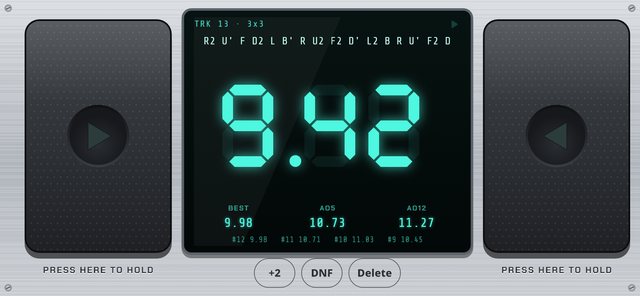 TRK 13 · 3x3
R2 U' F D2 L B' R U2 F2 D' L2 B R U' F2 D
9.42
BEST AO5 AO12
9.98 10.73 11.27
#12 9.98 #11 10.71 #10 11.03 #9 10.45
PRESS HERE TO HOLD PRESS HERE TO HOLD
+2 DNF Delete